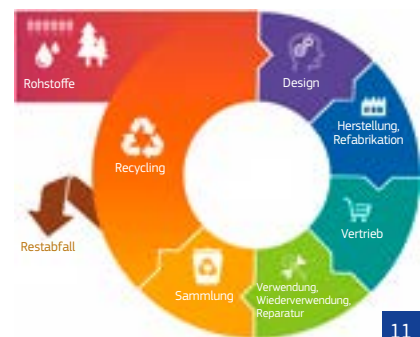 Rohstoffe
Design
Herstellung,
Refabrikation
Recycling
Vertrieb
Restabfall
Sammlung
Verwendung,
Wiederverwendung,
Reparatur
11